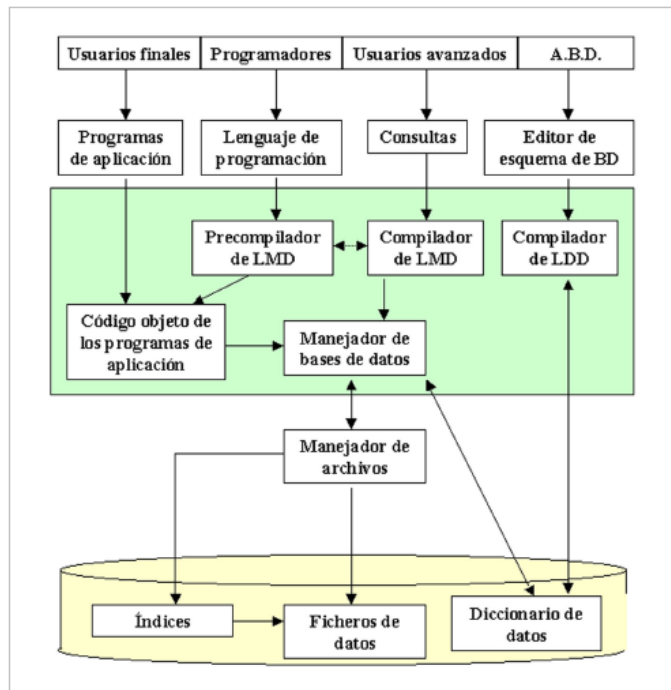 Usuarios finales
Programadores
Usuarios avanzados
A.B.D.
Programas
de aplicación
Lenguaje de
programación
Consultas
Editor de
esquema de BD
Precompilador
de LMD
Compilador
de LMD
Compilador
de LDD
Código objeto de
los programas de
aplicación
Manejador de
bases de datos
Manejador de
archivos
Índices
Ficheros de
datos
Diccionario de
datos